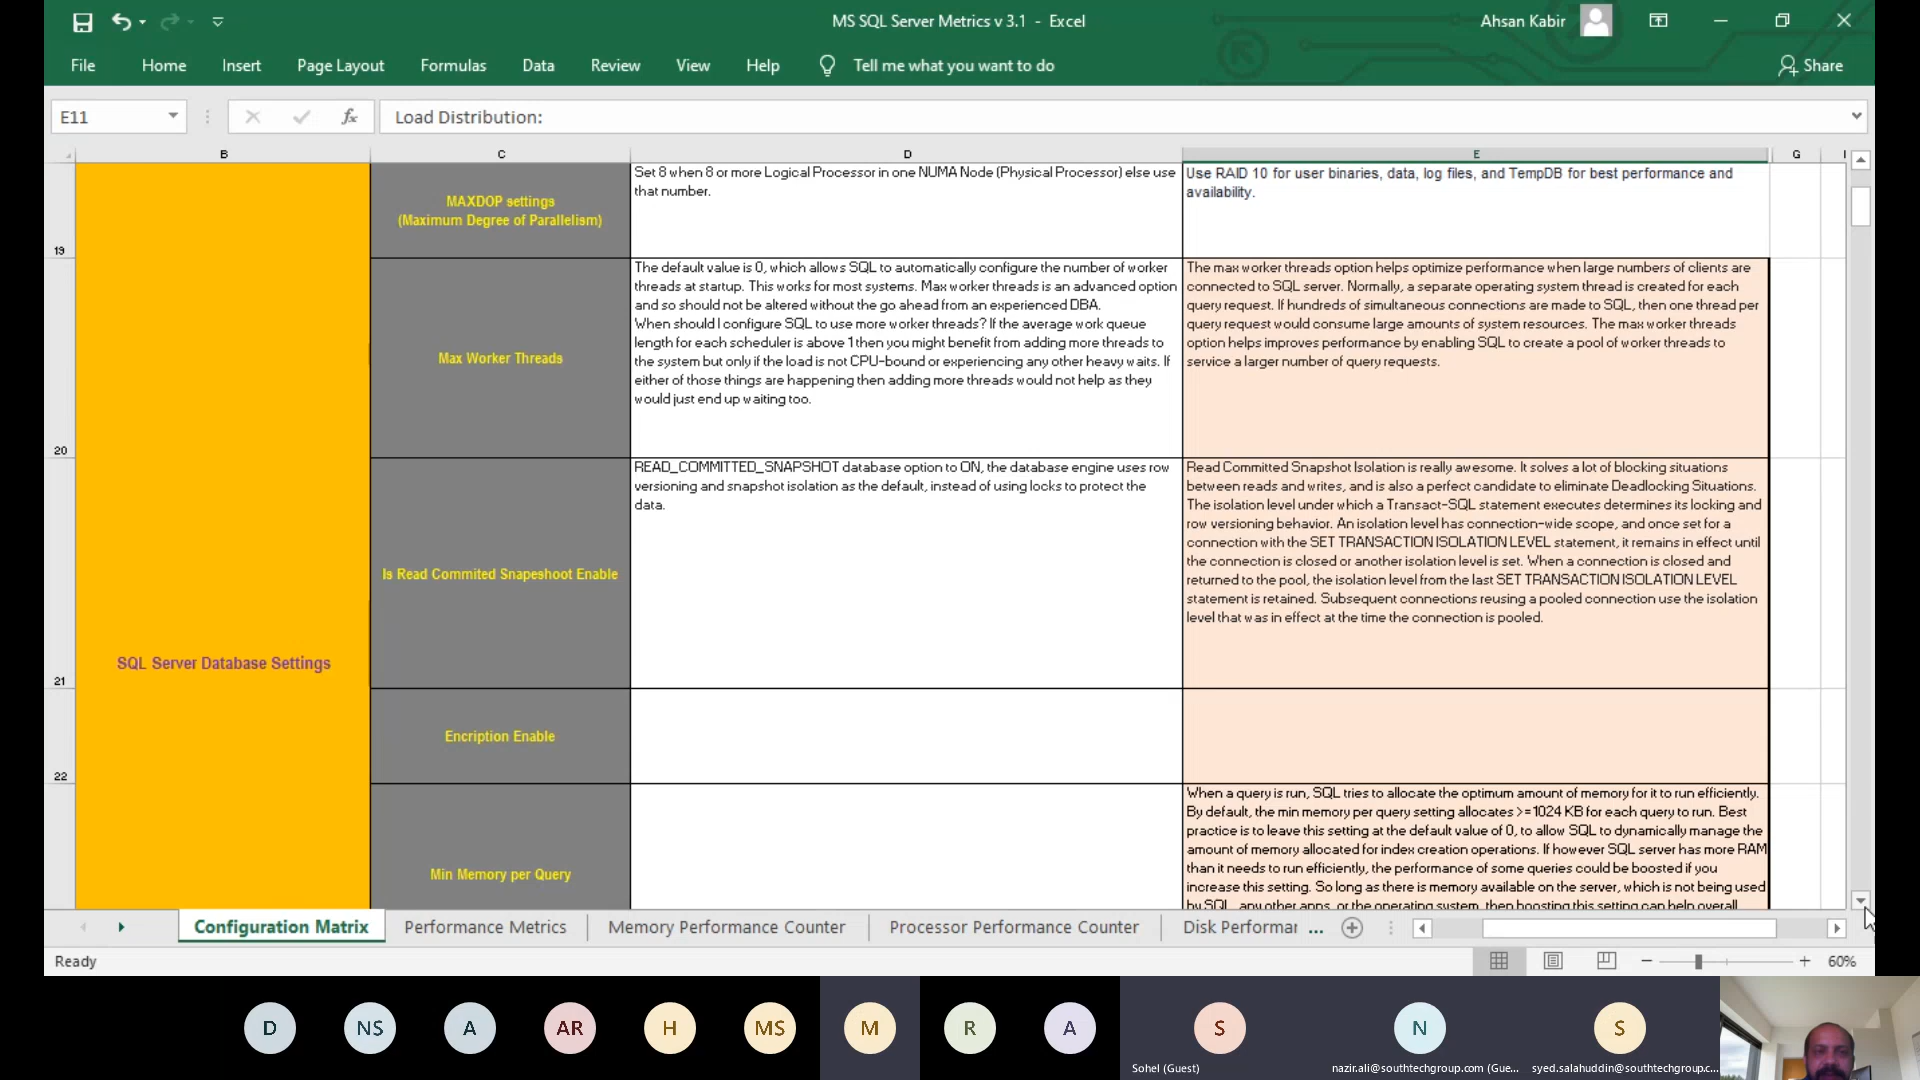 MS SQL Server Metrics v 3.1 - Excel
Ahsan Kabir
File Home Insert Page Layout Formulas Data Review View Help Tell me what you want to do Share
E11 fx Load Distribution:
B C D E G
19
MAXDOP settings
(Maximum Degree of Parallelism)
Set 8 when 8 or more Logical Processor in one NUMA Node (Physical Processor) else use
that number.
Use RAID 10 for user binaries, data, log files, and TempDB for best performance and
availability.
20
Max Worker Threads
The default value is 0, which allows SQL to automatically configure the number of worker
threads at startup. This works for most systems. Max worker threads is an advanced option
and so should not be altered without the go ahead from an experienced DBA.
When should I configure SQL to use more worker threads? If the average work queue
length for each scheduler is above 1 then you might benefit from adding more threads to
the system but only if the load is not CPU-bound or experiencing any other heavy waits. If
either of those things are happening then adding more threads would not help as they
would just end up waiting too.
The max worker threads option helps optimize performance when large numbers of clients are
connected to SQL server. Normally, a separate operating system thread is created for each
query request. If hundreds of simultaneous connections are made to SQL, then one thread per
query request would consume large amounts of system resources. The max worker threads
option helps improves performance by enabling SQL to create a pool of worker threads to
service a larger number of query requests.
21
SQL Server Database Settings
Is Read Commited Snapeshoot Enable
READ_COMMITTED_SNAPSHOT database option to ON, the database engine uses row
versioning and snapshot isolation as the default, instead of using locks to protect the
data.
Read Committed Snapshot Isolation is really awesome. It solves a lot of blocking situations
between reads and writes, and is also a perfect candidate to eliminate Deadlocking Situations.
The isolation level under which a Transact-SQL statement executes determines its locking and
row versioning behavior. An isolation level has connection-wide scope, and once set for a
connection with the SET TRANSACTION ISOLATION LEVEL statement, it remains in effect until
the connection is closed or another isolation level is set. When a connection is closed and
returned to the pool, the isolation level from the last SET TRANSACTION ISOLATION LEVEL
statement is retained. Subsequent connections reusing a pooled connection use the isolation
level that was in effect at the time the connection is pooled.
22
Encription Enable
Min Memory per Query
When a query is run, SQL tries to allocate the optimum amount of memory for it to run efficiently.
By default, the min memory per query setting allocates >=1024 KB for each query to run. Best
practice is to leave this setting at the default value of 0, to allow SQL to dynamically manage the
amount of memory allocated for index creation operations. If however SQL server has more RAM
than it needs to run efficiently, the performance of some queries could be boosted if you
increase this setting. So long as there is memory available on the server, which is not being used
by SQL, any other apps, or the operating system, then boosting this setting can help overall
Configuration Matrix Performance Metrics Memory Performance Counter Processor Performance Counter Disk Performar ...
Ready 60%
D NS A AR H MS M R A S N S
Sohel (Guest) nazir.ali@southtechgroup.com (Gue... syed.salahuddin@southtechgroup.c...